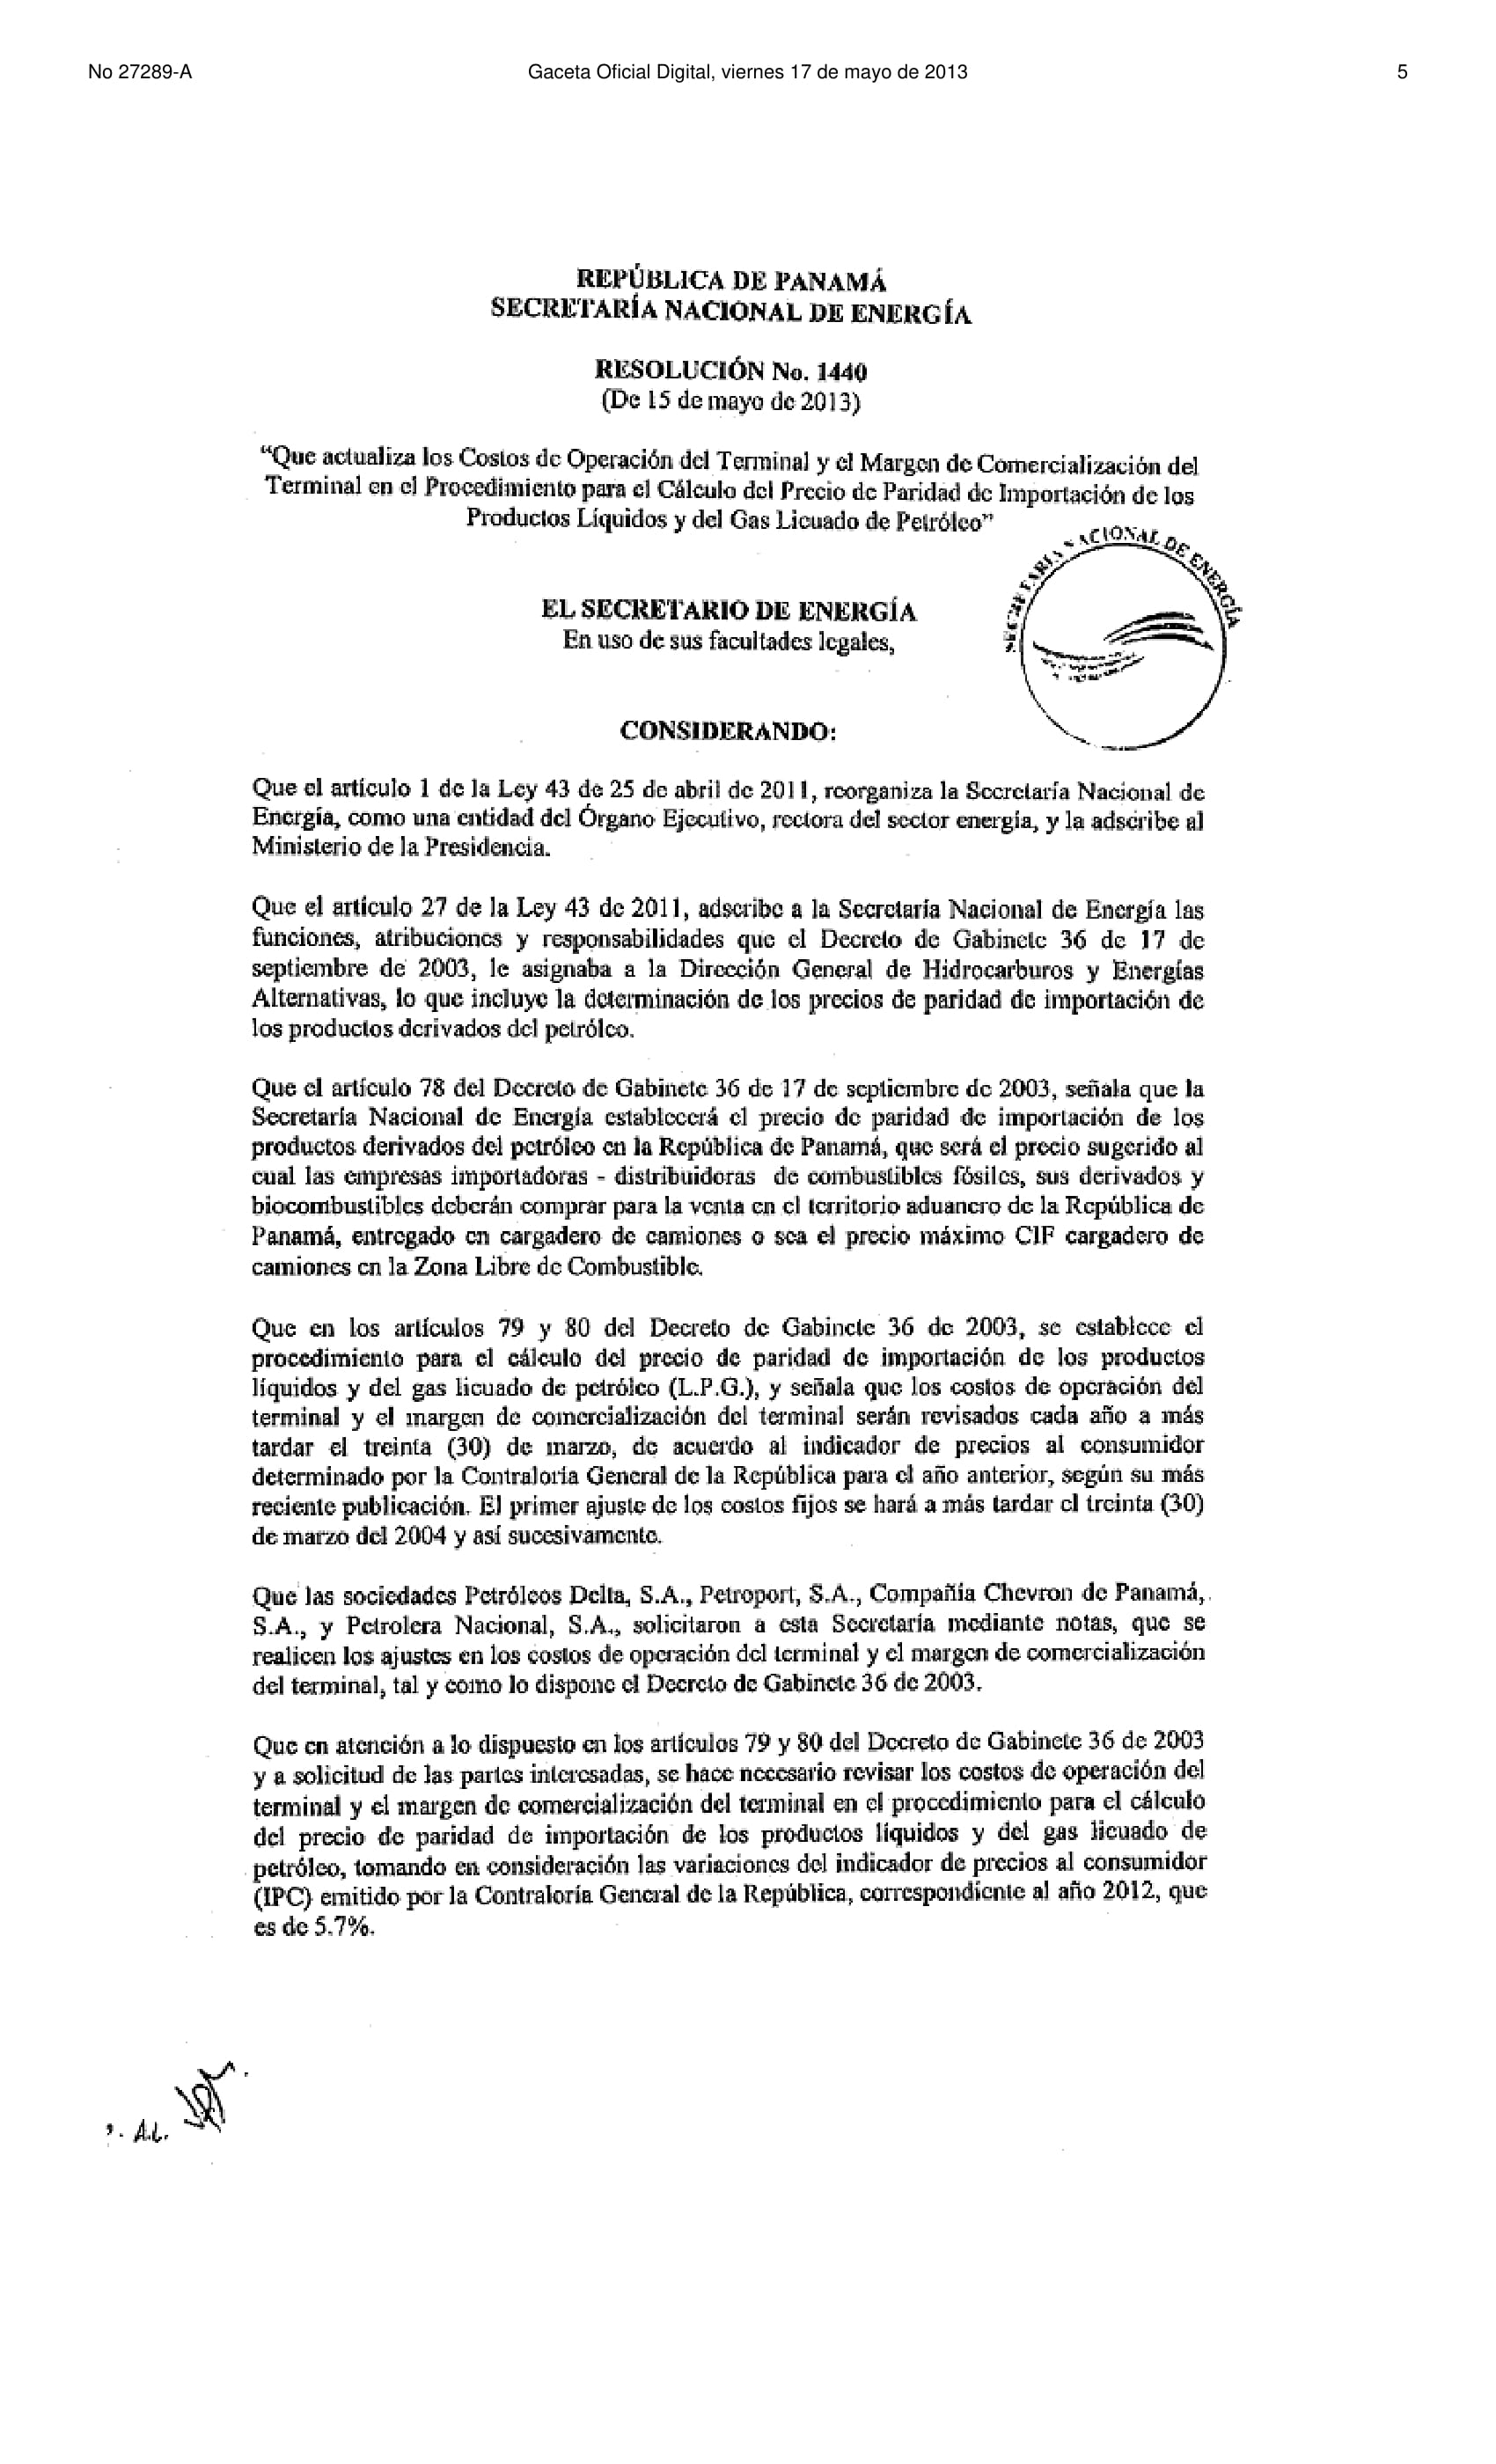 No 27289-A Gaceta Oficial Digital, viernes 17 de mayo de 2013 5
REPÚBLICA DE PANAMÁ
SECRETARÍA NACIONAL DE ENERGÍA
RESOLUCIÓN No. 1440
(De 15 de mayo de 2013)
“Que actualiza los Costos de Operación del Terminal y el Margen de Comercialización del
Terminal en el Procedimiento para el Cálculo del Precio de Paridad de Importación de los
Productos Líquidos y del Gas Licuado de Petróleo”
SECRETARÍA NACIONAL DE ENERGÍA
EL SECRETARIO DE ENERGÍA
En uso de sus facultades legales,
CONSIDERANDO:
Que el artículo 1 de la Ley 43 de 25 de abril de 2011, reorganiza la Secretaría Nacional de
Energía, como una entidad del Órgano Ejecutivo, rectora del sector energía, y la adscribe al
Ministerio de la Presidencia.
Que el artículo 27 de la Ley 43 de 2011, adscribe a la Secretaría Nacional de Energía las
funciones, atribuciones y responsabilidades que el Decreto de Gabinete 36 de 17 de
septiembre de 2003, le asignaba a la Dirección General de Hidrocarburos y Energías
Alternativas, lo que incluye la determinación de los precios de paridad de importación de
los productos derivados del petróleo.
Que el artículo 78 del Decreto de Gabinete 36 de 17 de septiembre de 2003, señala que la
Secretaría Nacional de Energía establecerá el precio de paridad de importación de los
productos derivados del petróleo en la República de Panamá, que será el precio sugerido al
cual las empresas importadoras - distribuidoras de combustibles fósiles, sus derivados y
biocombustibles deberán comprar para la venta en el territorio aduanero de la República de
Panamá, entregado en cargadero de camiones o sea el precio máximo CIF cargadero de
camiones en la Zona Libre de Combustible.
Que en los artículos 79 y 80 del Decreto de Gabinete 36 de 2003, se establece el
procedimiento para el cálculo del precio de paridad de importación de los productos
líquidos y del gas licuado de petróleo (L.P.G.), y señala que los costos de operación del
terminal y el margen de comercialización del terminal serán revisados cada año a más
tardar el treinta (30) de marzo, de acuerdo al indicador de precios al consumidor
determinado por la Contraloría General de la República para el año anterior, según su más
reciente publicación. El primer ajuste de los costos fijos se hará a más tardar el treinta (30)
de marzo del 2004 y así sucesivamente.
Que las sociedades Petróleos Delta, S.A., Petroport, S.A., Compañía Chevron de Panamá,
S.A., y Petrolera Nacional, S.A., solicitaron a esta Secretaría mediante notas, que se
realicen los ajustes en los costos de operación del terminal y el margen de comercialización
del terminal, tal y como lo dispone el Decreto de Gabinete 36 de 2003.
Que en atención a lo dispuesto en los artículos 79 y 80 del Decreto de Gabinete 36 de 2003
y a solicitud de las partes interesadas, se hace necesario revisar los costos de operación del
terminal y el margen de comercialización del terminal en el procedimiento para el cálculo
del precio de paridad de importación de los productos líquidos y del gas licuado de
petróleo, tomando en consideración las variaciones del indicador de precios al consumidor
(IPC) emitido por la Contraloría General de la República, correspondiente al año 2012, que
es de 5.7%.
A.L.